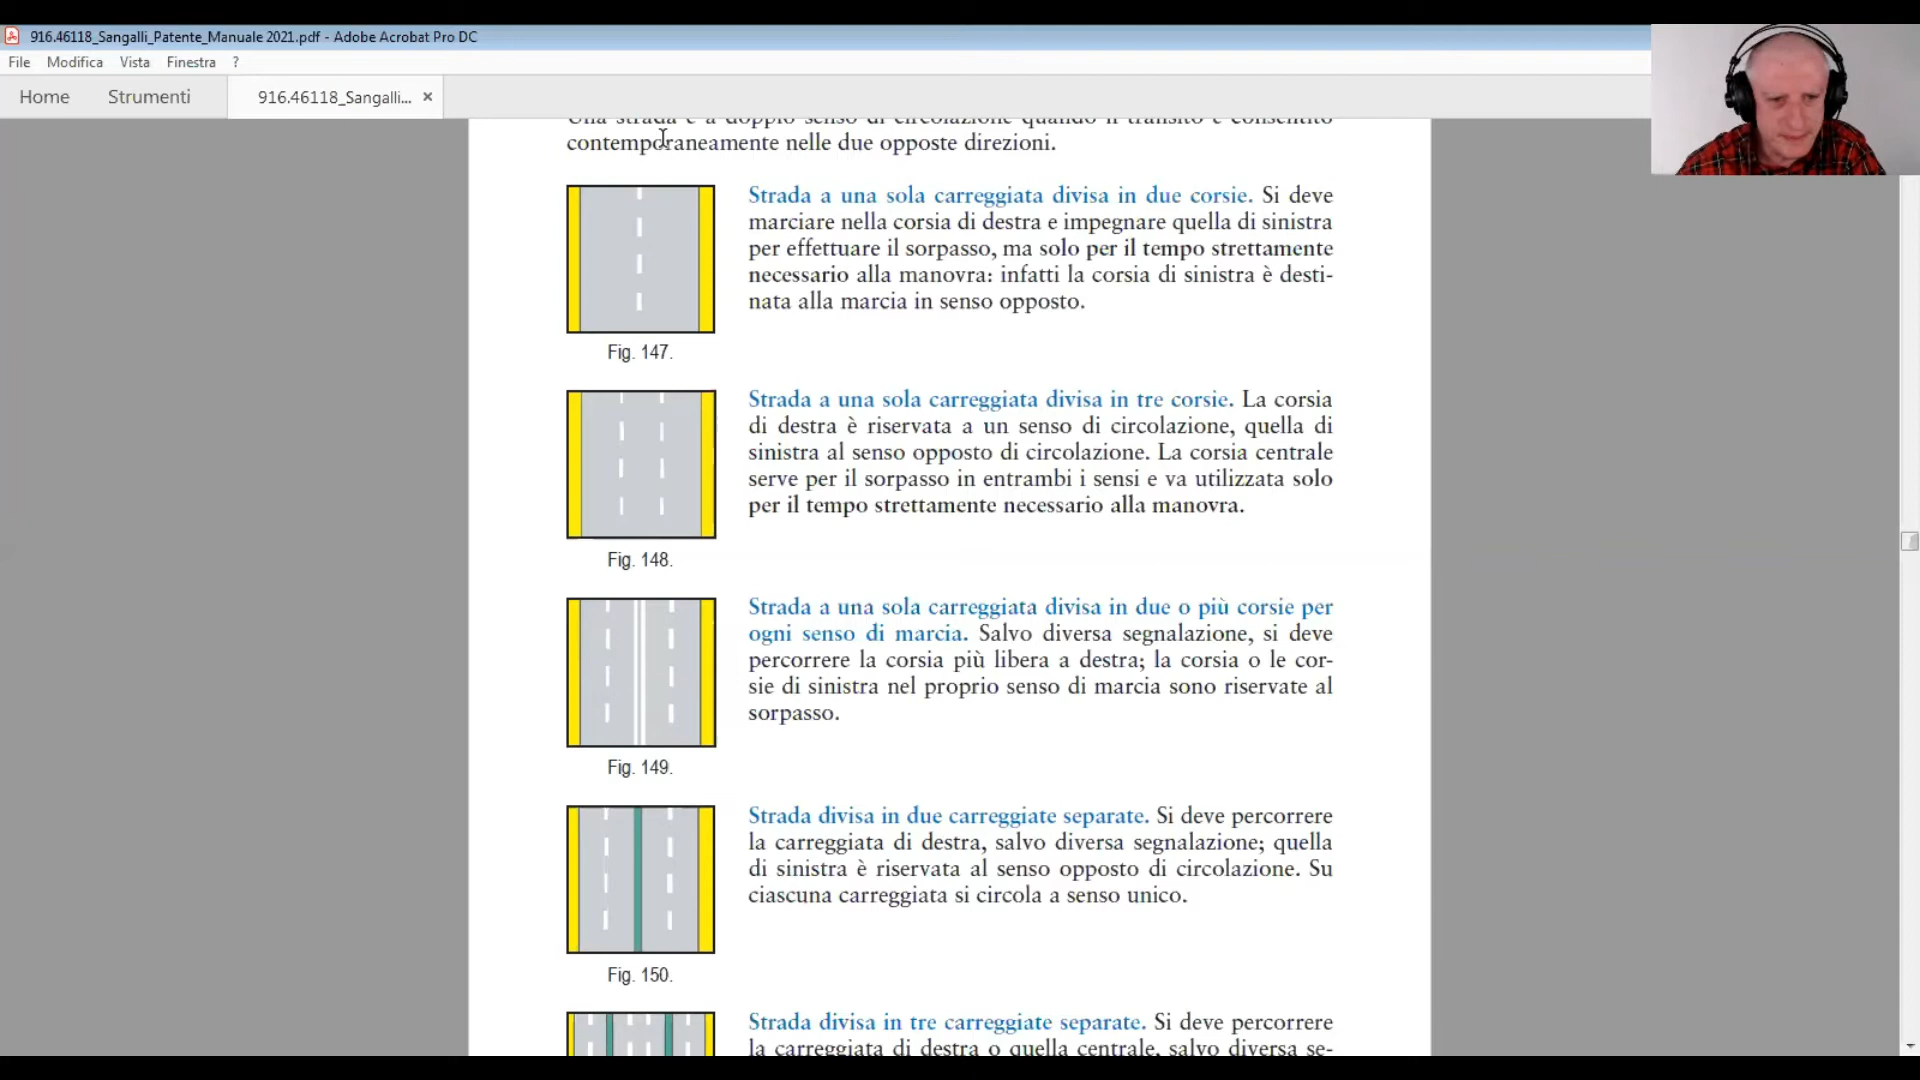 916.46118_Sangalli_Patente_Manuale 2021.pdf - Adobe Acrobat Pro DC
File Modifica Vista Finestra ?
Home Strumenti 916.46118_Sangalli... ×
Una strada è a doppio senso di circolazione quando il transito è consentito
contemporaneamente nelle due opposte direzioni.
Strada a una sola carreggiata divisa in due corsie. Si deve
marciare nella corsia di destra e impegnare quella di sinistra
per effettuare il sorpasso, ma solo per il tempo strettamente
necessario alla manovra: infatti la corsia di sinistra è desti-
nata alla marcia in senso opposto.
Fig. 147.
Strada a una sola carreggiata divisa in tre corsie. La corsia
di destra è riservata a un senso di circolazione, quella di
sinistra al senso opposto di circolazione. La corsia centrale
serve per il sorpasso in entrambi i sensi e va utilizzata solo
per il tempo strettamente necessario alla manovra.
Fig. 148.
Strada a una sola carreggiata divisa in due o più corsie per
ogni senso di marcia. Salvo diversa segnalazione, si deve
percorrere la corsia più libera a destra; la corsia o le cor-
sie di sinistra nel proprio senso di marcia sono riservate al
sorpasso.
Fig. 149.
Strada divisa in due carreggiate separate. Si deve percorrere
la carreggiata di destra, salvo diversa segnalazione; quella
di sinistra è riservata al senso opposto di circolazione. Su
ciascuna carreggiata si circola a senso unico.
Fig. 150.
Strada divisa in tre carreggiate separate. Si deve percorrere
la carreggiata di destra o quella centrale, salvo diversa se-